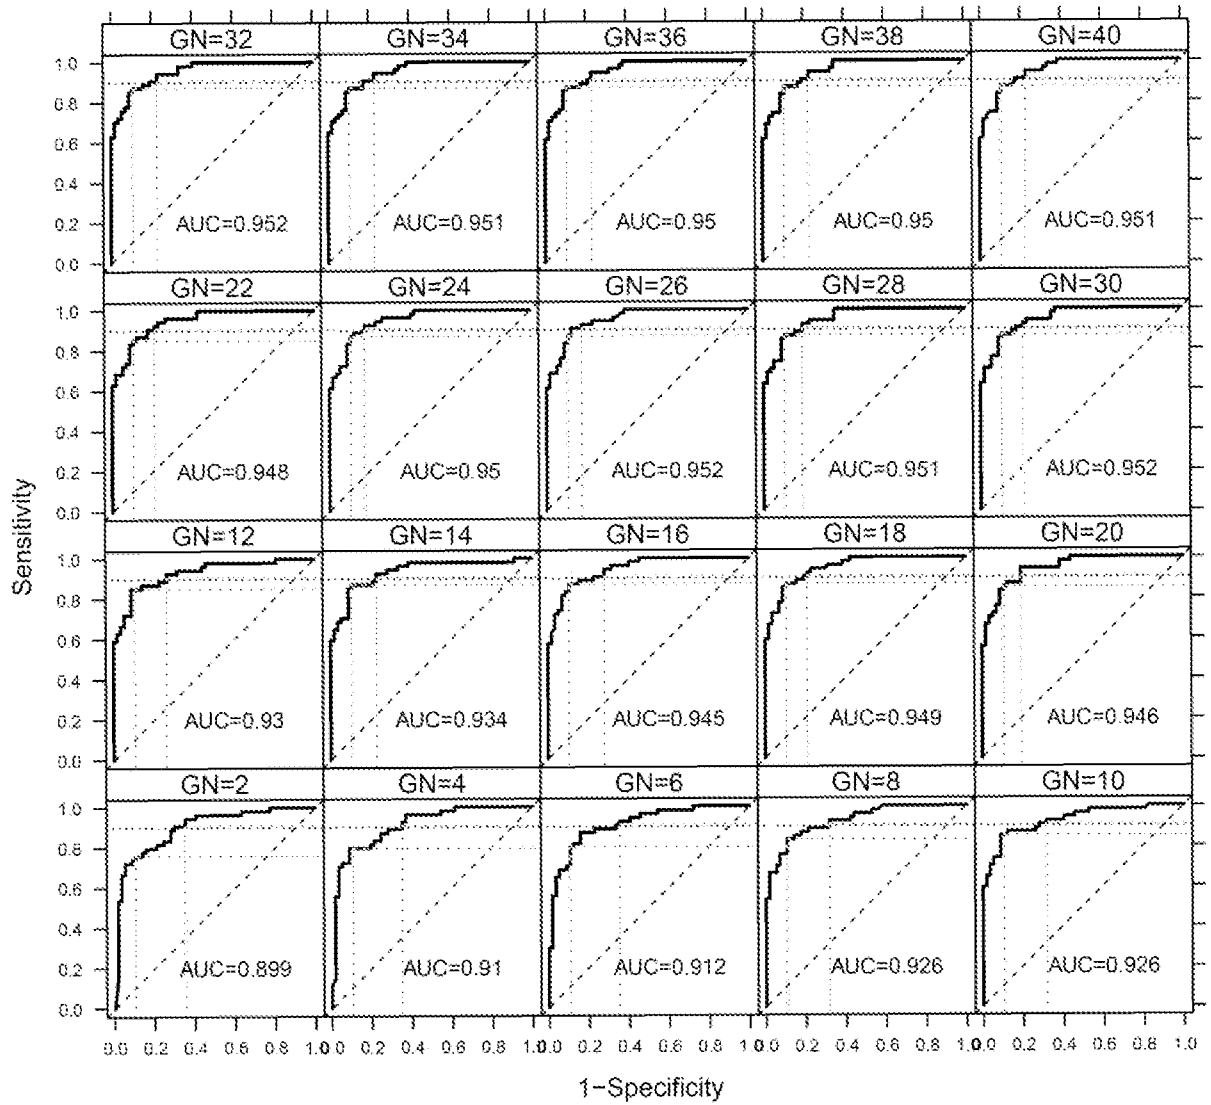 GN=32 GN=34 GN=36 GN=38 GN=40
1.0
0.8
0.6
0.4
0.2
0.0
AUC=0.952 AUC=0.951 AUC=0.95 AUC=0.95 AUC=0.951
GN=22 GN=24 GN=26 GN=28 GN=30
1.0
0.8
0.6
0.4
0.2
0.0
AUC=0.948 AUC=0.95 AUC=0.952 AUC=0.951 AUC=0.952
Sensitivity
GN=12 GN=14 GN=16 GN=18 GN=20
1.0
0.8
0.6
0.4
0.2
0.0
AUC=0.93 AUC=0.934 AUC=0.945 AUC=0.949 AUC=0.946
GN=2 GN=4 GN=6 GN=8 GN=10
1.0
0.8
0.6
0.4
0.2
0.0
AUC=0.899 AUC=0.91 AUC=0.912 AUC=0.926 AUC=0.926
0.0 0.2 0.4 0.6 0.8 1.0 0.0 0.2 0.4 0.6 0.8 1.0 0.0 0.2 0.4 0.6 0.8 1.0 0.0 0.2 0.4 0.6 0.8 1.0 0.0 0.2 0.4 0.6 0.8 1.0
1−Specificity